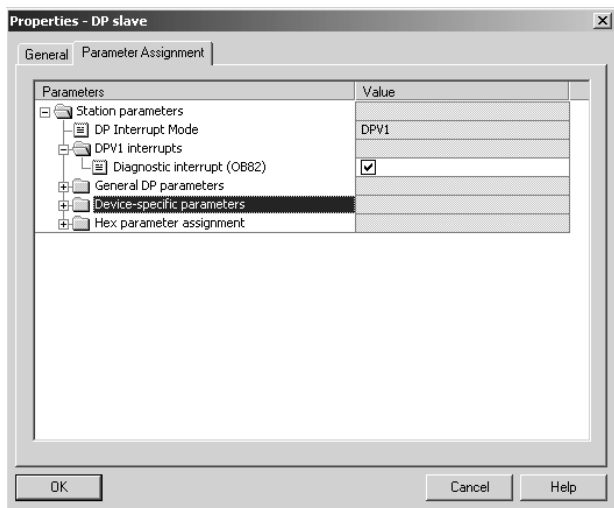 Properties - DP slave
General Parameter Assignment
Parameters Value
Station parameters
DP Interrupt Mode DPV1
DPV1 interrupts
Diagnostic interrupt (OB82)
General DP parameters
Device-specific parameters
Hex parameter assignment
OK Cancel Help